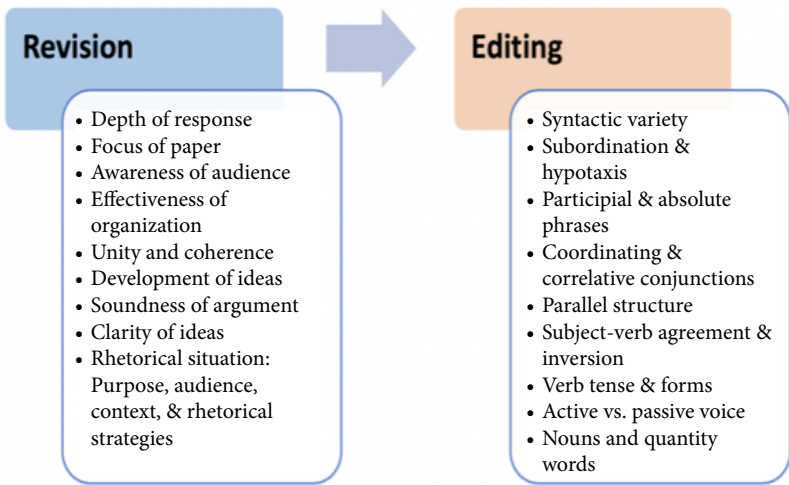 Revision
• Depth of response
• Focus of paper
• Awareness of audience
• Effectiveness of
organization
• Unity and coherence
• Development of ideas
• Soundness of argument
• Clarity of ideas
• Rhetorical situation:
Purpose, audience,
context, & rhetorical
strategies
Editing
• Syntactic variety
• Subordination &
hypotaxis
• Participial & absolute
phrases
• Coordinating &
correlative conjunctions
• Parallel structure
• Subject-verb agreement &
inversion
• Verb tense & forms
• Active vs. passive voice
• Nouns and quantity
words